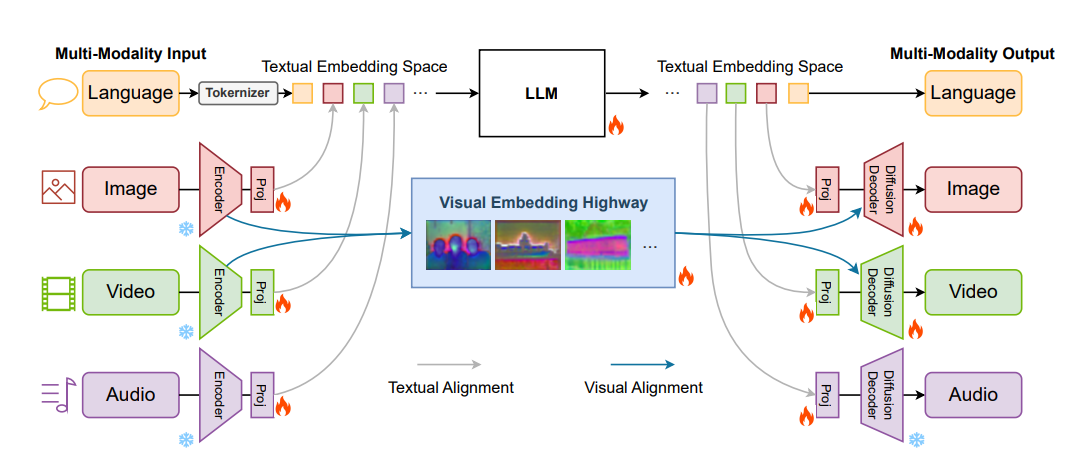 Multi-Modality Input
Multi-Modality Output
Textual Embedding Space
Textual Embedding Space
Language
Tokernizer
...
LLM
...
Language
Image
Encoder
Proj
Visual Embedding Highway
...
Proj
Diffusion
Decoder
Image
Video
Encoder
Proj
Proj
Diffusion
Decoder
Video
Textual Alignment
Visual Alignment
Audio
Encoder
Proj
Proj
Diffusion
Decoder
Audio